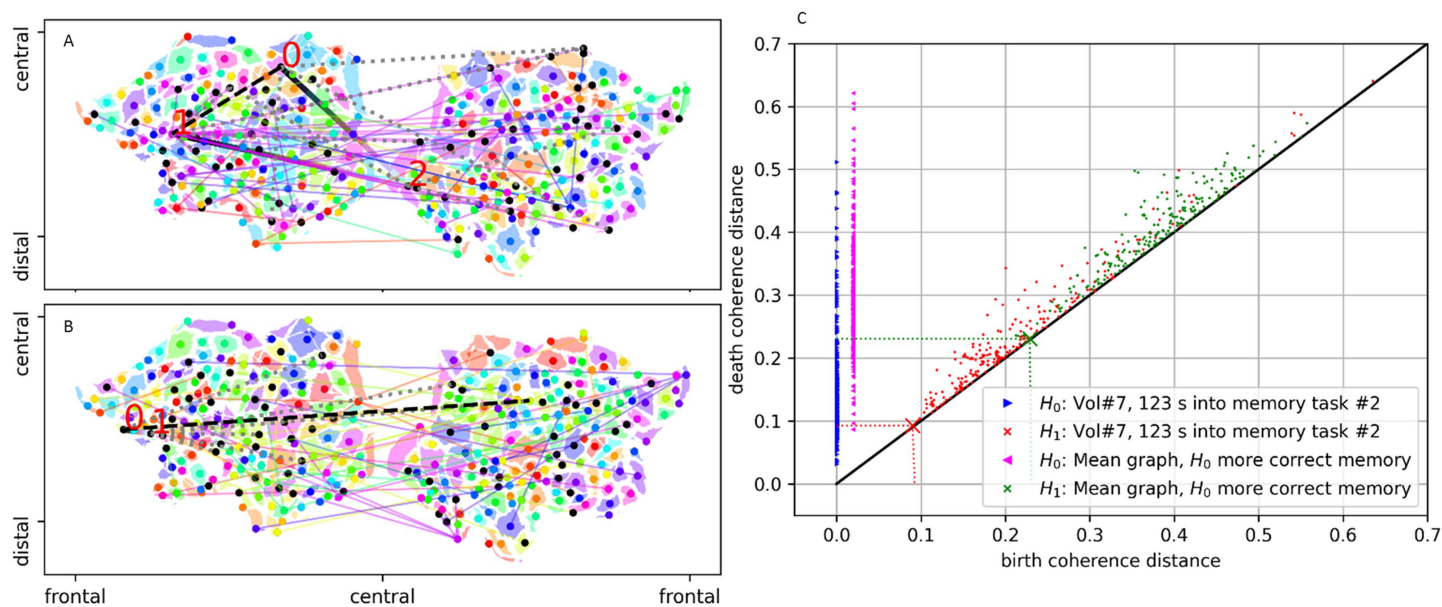 A
central
distal
0
1
2
B
central
distal
0
1
frontal
central
frontal
C
death coherence distance
0.7
0.6
0.5
0.4
0.3
0.2
0.1
0.0
H₀: Vol#7, 123 s into memory task #2
H₁: Vol#7, 123 s into memory task #2
H₀: Mean graph, H₀ more correct memory
H₁: Mean graph, H₀ more correct memory
0.0 0.1 0.2 0.3 0.4 0.5 0.6 0.7
birth coherence distance